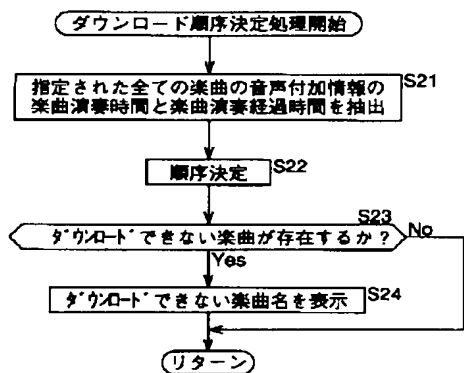 ダウンロード順序決定処理開始
S21
指定された全ての楽曲の音声付加情報の
楽曲演奏時間と楽曲演奏経過時間を抽出
順序決定
S22
S23
ﾀﾞｳﾝﾛｰﾄﾞできない楽曲が存在するか？
No
Yes
S24
ﾀﾞｳﾝﾛｰﾄﾞできない楽曲名を表示
リターン